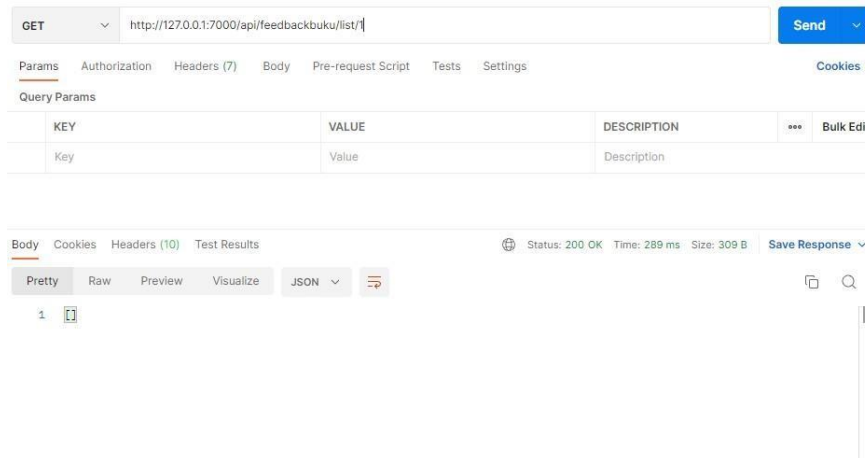 GET http://127.0.0.1:7000/api/feedbackbuku/list/1 Send
Params Authorization Headers (7) Body Pre-request Script Tests Settings Cookies
Query Params
KEY VALUE DESCRIPTION ooo Bulk Edi
Key Value Description
Body Cookies Headers (10) Test Results Status: 200 OK Time: 289 ms Size: 309 B Save Response
Pretty Raw Preview Visualize JSON
1 []